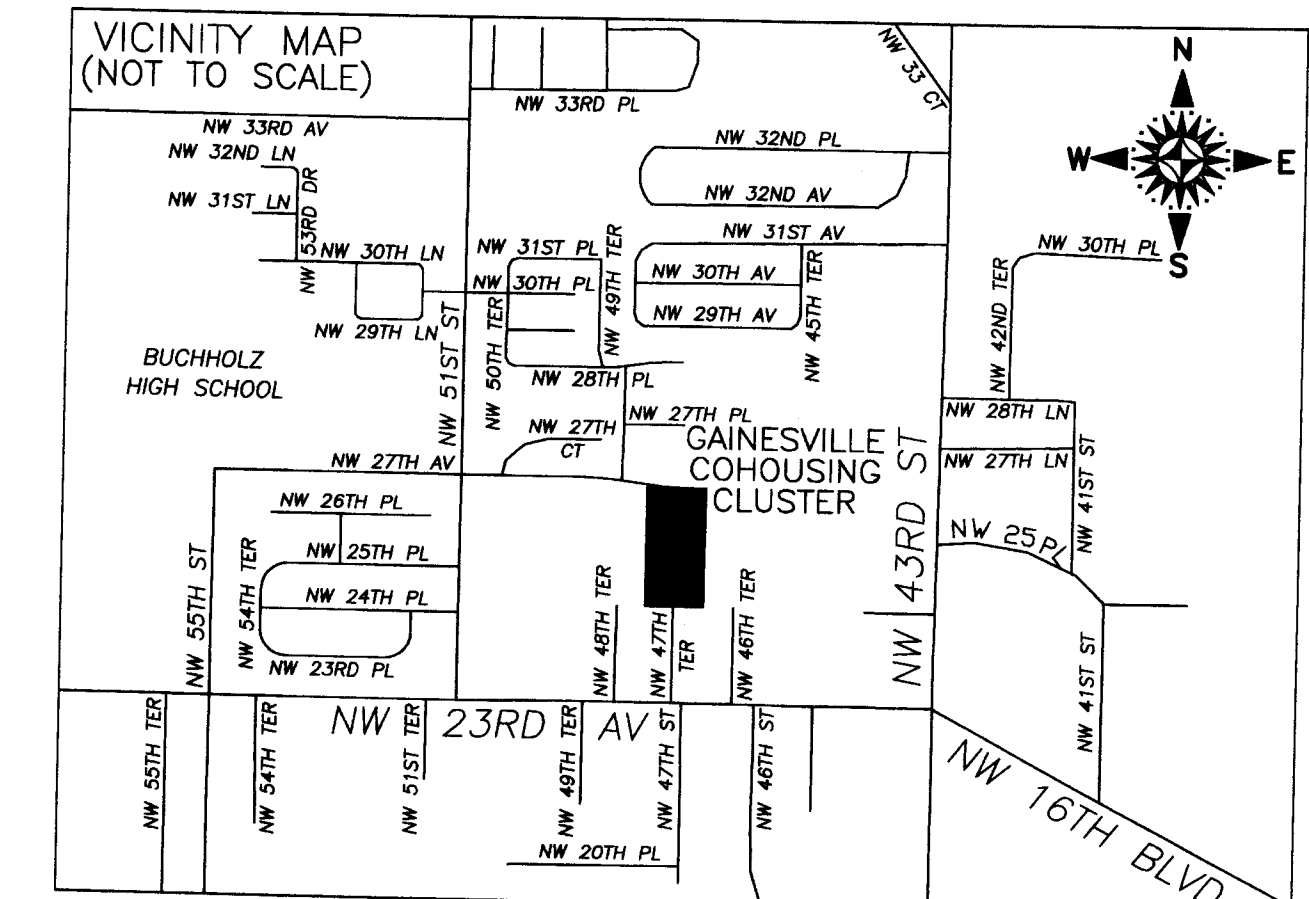 VICINITY MAP
(NOT TO SCALE)
NW 33RD AV
NW 32ND LN
NW 31ST LN
NW 53RD DR
NW 30TH LN
NW 29TH LN
BUCHHOLZ
HIGH SCHOOL
NW 51ST ST
NW 33RD PL
NW 33 CT
NW 32ND PL
NW 32ND AV
NW 31ST AV
NW 30TH AV
NW 29TH AV
NW 45TH TER
NW 31ST PL
NW 30TH PL
NW 49TH TER
NW 50TH TER
NW 28TH PL
NW 27TH PL
NW 27TH
CT
GAINESVILLE
COHOUSING
CLUSTER
N
W
E
S
NW 30TH PL
NW 42ND TER
NW 28TH LN
NW 27TH LN
NW 41ST ST
NW 25 PL
NW 43RD ST
NW 41ST ST
NW 27TH AV
NW 26TH PL
NW 25TH PL
NW 24TH PL
NW 23RD PL
NW 55TH ST
NW 54TH TER
NW 48TH TER
NW 47TH
TER
NW 46TH TER
NW 23RD AV
NW 55TH TER
NW 54TH TER
NW 51ST TER
NW 49TH TER
NW 47TH ST
NW 46TH ST
NW 20TH PL
NW 16TH BLVD